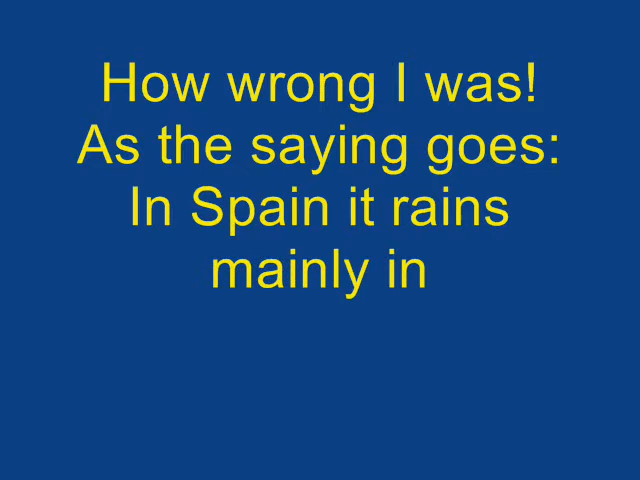 How wrong I was!
As the saying goes:
In Spain it rains
mainly in